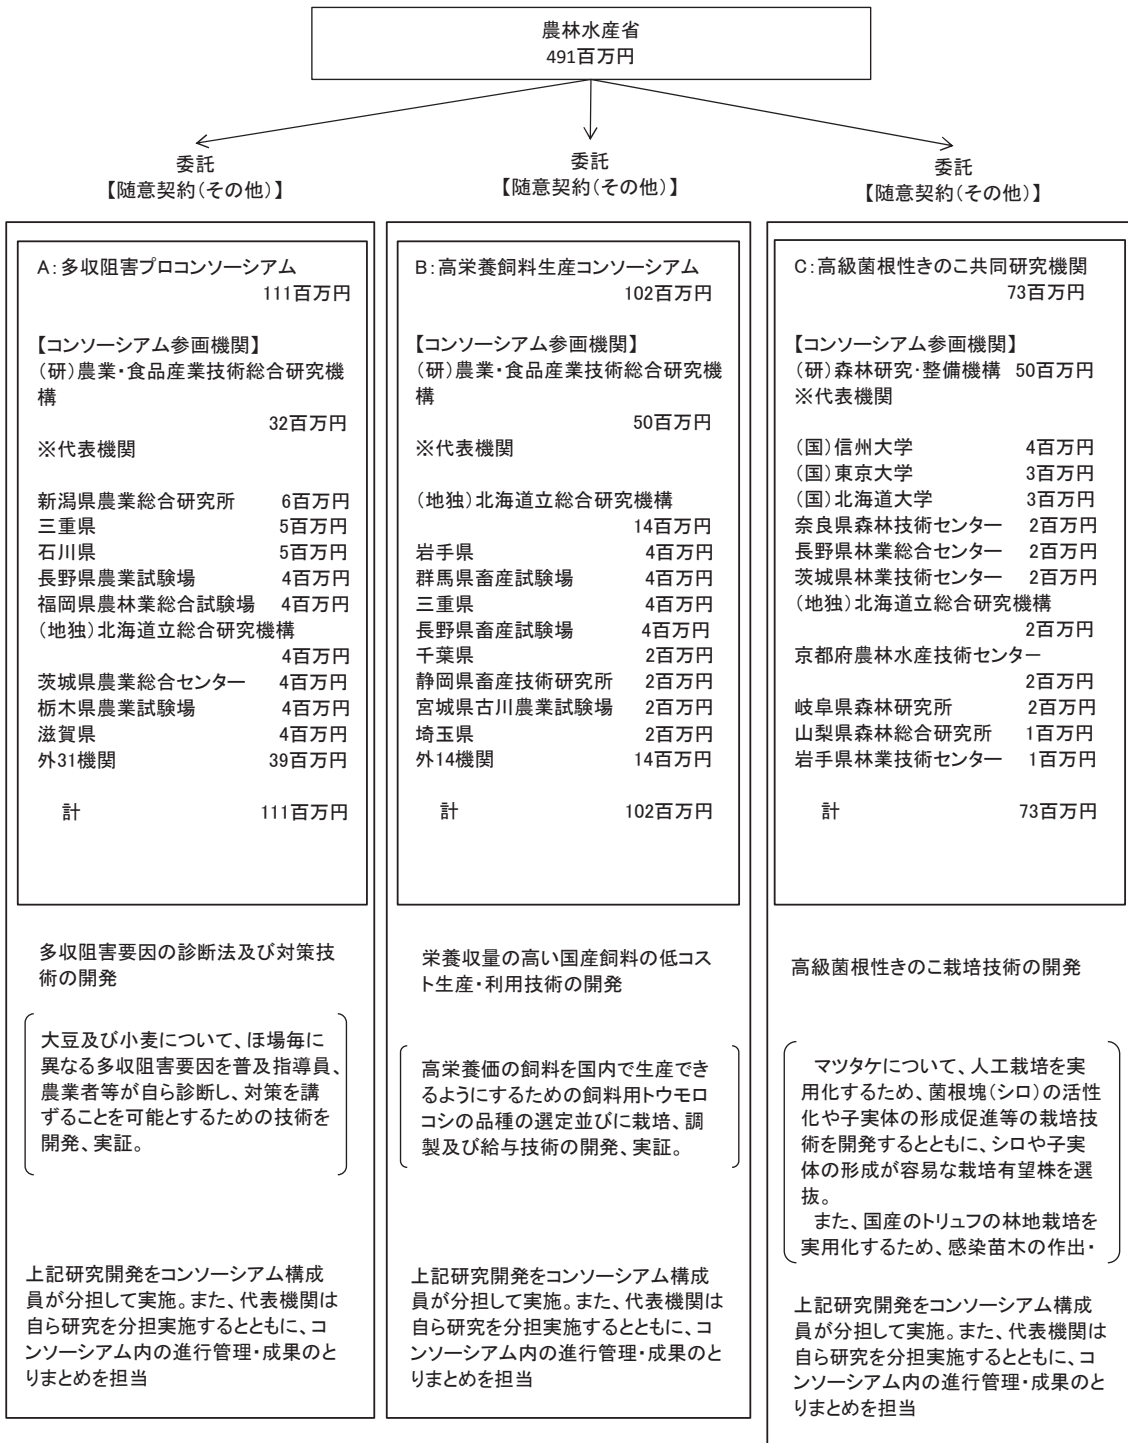 農林水産省
491百万円
委託
【随意契約(その他)】
委託
【随意契約(その他)】
委託
【随意契約(その他)】
A:多収阻害プロコンソーシアム
111百万円
【コンソーシアム参画機関】
(研)農業・食品産業技術総合研究機
構
32百万円
※代表機関
新潟県農業総合研究所 6百万円
三重県 5百万円
石川県 5百万円
長野県農業試験場 4百万円
福岡県農林業総合試験場 4百万円
(地独)北海道立総合研究機構
4百万円
茨城県農業総合センター 4百万円
栃木県農業試験場 4百万円
滋賀県 4百万円
外31機関 39百万円
計 111百万円
多収阻害要因の診断法及び対策技
術の開発
大豆及び小麦について、ほ場毎に
異なる多収阻害要因を普及指導員、
農業者等が自ら診断し、対策を講
ずることを可能とするための技術を
開発、実証。
上記研究開発をコンソーシアム構成
員が分担して実施。また、代表機関は
自ら研究を分担実施するとともに、コ
ンソーシアム内の進行管理・成果のと
りまとめを担当
B:高栄養飼料生産コンソーシアム
102百万円
【コンソーシアム参画機関】
(研)農業・食品産業技術総合研究機
構
50百万円
※代表機関
(地独)北海道立総合研究機構
14百万円
岩手県 4百万円
群馬県畜産試験場 4百万円
三重県 4百万円
長野県畜産試験場 4百万円
千葉県 2百万円
静岡県畜産技術研究所 2百万円
宮城県古川農業試験場 2百万円
埼玉県 2百万円
外14機関 14百万円
計 102百万円
栄養収量の高い国産飼料の低コス
ト生産・利用技術の開発
高栄養価の飼料を国内で生産でき
るようにするための飼料用トウモロ
コシの品種の選定並びに栽培、調
製及び給与技術の開発、実証。
上記研究開発をコンソーシアム構成
員が分担して実施。また、代表機関は
自ら研究を分担実施するとともに、コ
ンソーシアム内の進行管理・成果のと
りまとめを担当
C:高級菌根性きのこ共同研究機関
73百万円
【コンソーシアム参画機関】
(研)森林研究・整備機構 50百万円
※代表機関
(国)信州大学 4百万円
(国)東京大学 3百万円
(国)北海道大学 3百万円
奈良県森林技術センター 2百万円
長野県林業総合センター 2百万円
茨城県林業技術センター 2百万円
(地独)北海道立総合研究機構
2百万円
京都府農林水産技術センター
2百万円
岐阜県森林研究所 2百万円
山梨県森林総合研究所 1百万円
岩手県林業技術センター 1百万円
計 73百万円
高級菌根性きのこ栽培技術の開発
マツタケについて、人工栽培を実
用化するため、菌根塊(シロ)の活性
化や子実体の形成促進等の栽培技
術を開発するとともに、シロや子実
体の形成が容易な栽培有望株を選
抜。
また、国産のトリュフの林地栽培を
実用化するため、感染苗木の作出・
上記研究開発をコンソーシアム構成
員が分担して実施。また、代表機関は
自ら研究を分担実施するとともに、コ
ンソーシアム内の進行管理・成果のと
りまとめを担当